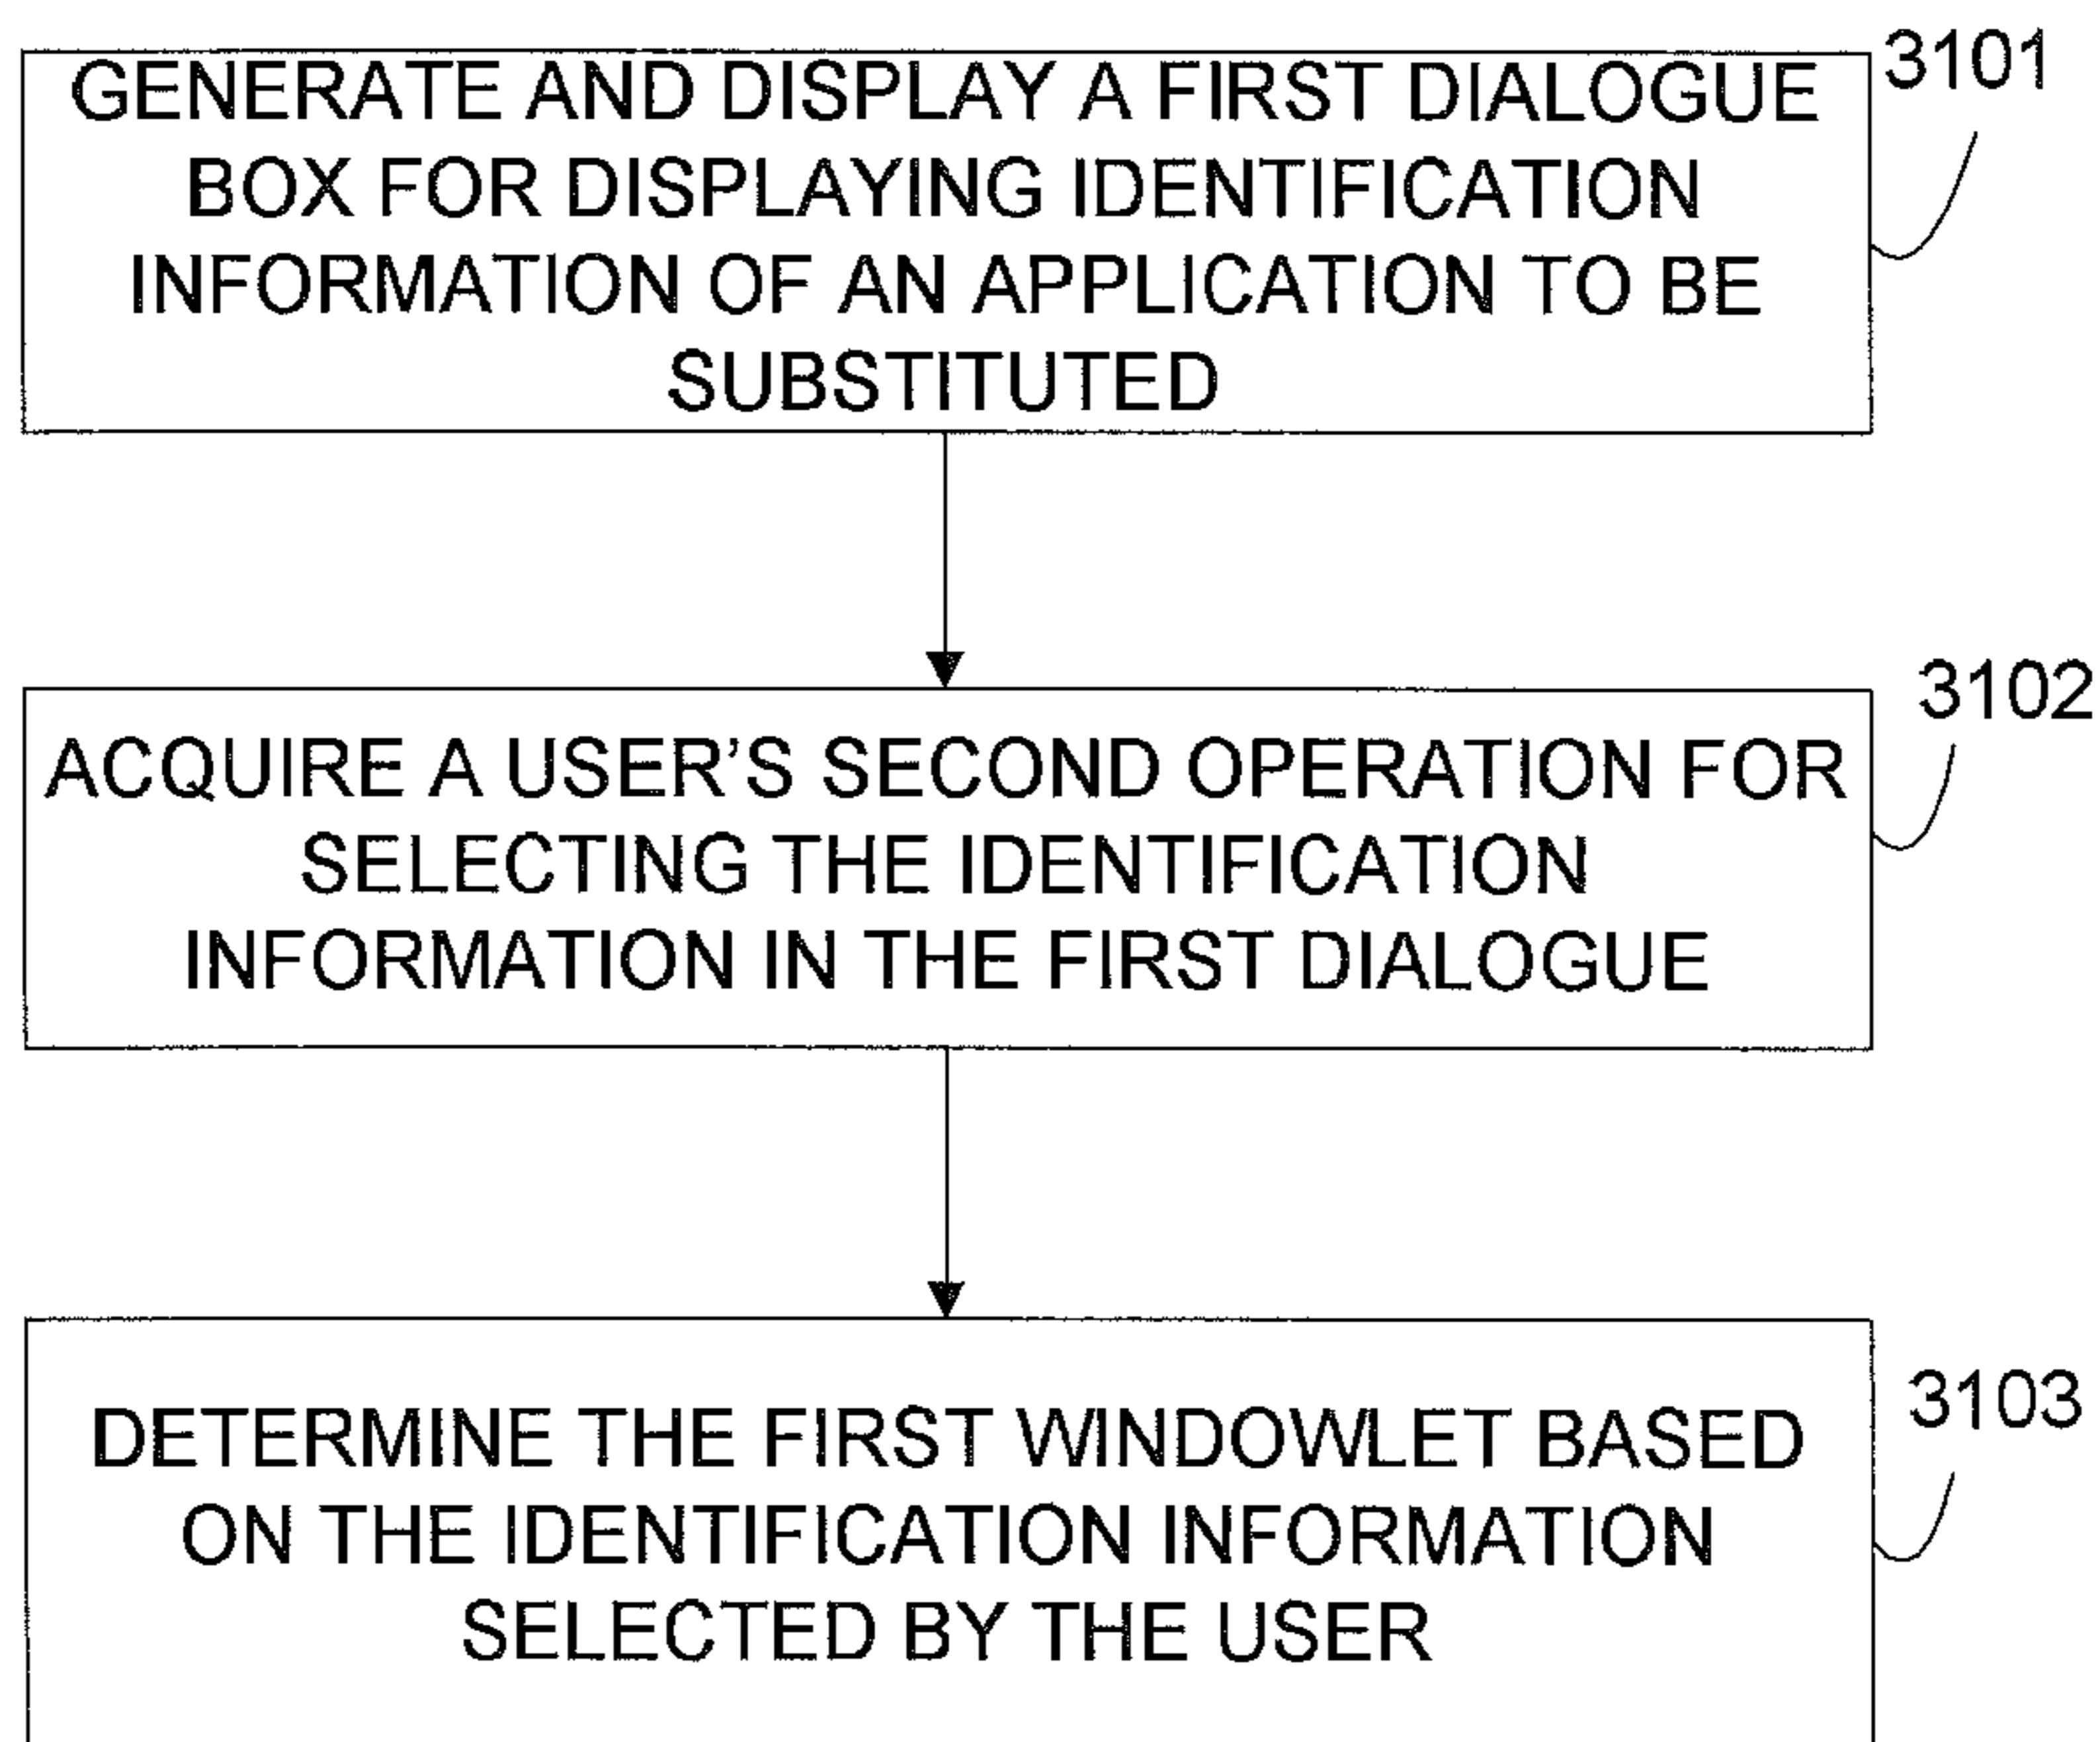 GENERATE AND DISPLAY A FIRST DIALOGUE
BOX FOR DISPLAYING IDENTIFICATION
INFORMATION OF AN APPLICATION TO BE
SUBSTITUTED
3101
ACQUIRE A USER'S SECOND OPERATION FOR
SELECTING THE IDENTIFICATION
INFORMATION IN THE FIRST DIALOGUE
3102
DETERMINE THE FIRST WINDOWLET BASED
ON THE IDENTIFICATION INFORMATION
SELECTED BY THE USER
3103